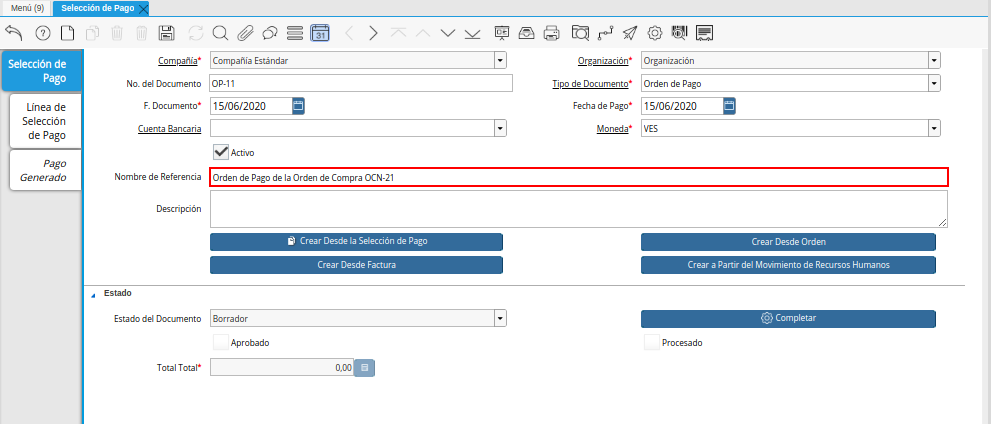 Menú (9) Selección de Pago
31
Selección de Pago
Línea de Selección de Pago
Pago Generado
Compañía* Compañía Estándar Organización* Organización
No. del Documento OP-11 Tipo de Documento* Orden de Pago
F. Documento* 15/06/2020 Fecha de Pago* 15/06/2020
Cuenta Bancaria Moneda* VES
Activo
Nombre de Referencia Orden de Pago de la Orden de Compra OCN-21
Descripción
Crear Desde la Selección de Pago Crear Desde Orden
Crear Desde Factura Crear a Partir del Movimiento de Recursos Humanos
Estado
Estado del Documento Borrador Completar
Aprobado Procesado
Total Total* 0,00